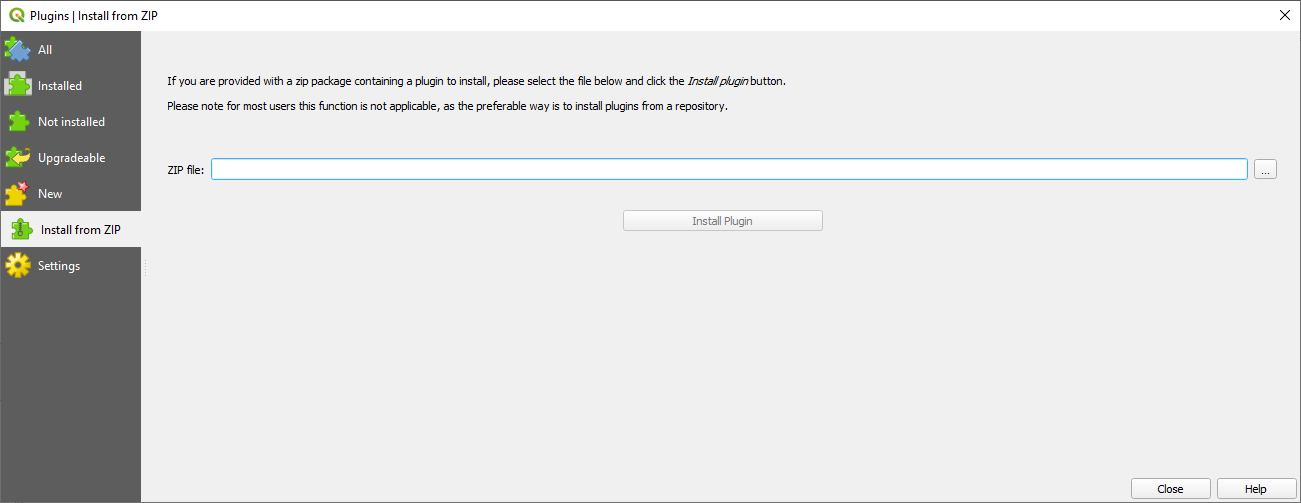 Plugins | Install from ZIP
All
Installed
Not installed
Upgradeable
New
Install from ZIP
Settings
If you are provided with a zip package containing a plugin to install, please select the file below and click the Install plugin button.
Please note for most users this function is not applicable, as the preferable way is to install plugins from a repository.
ZIP file:
...
Install Plugin
Close
Help